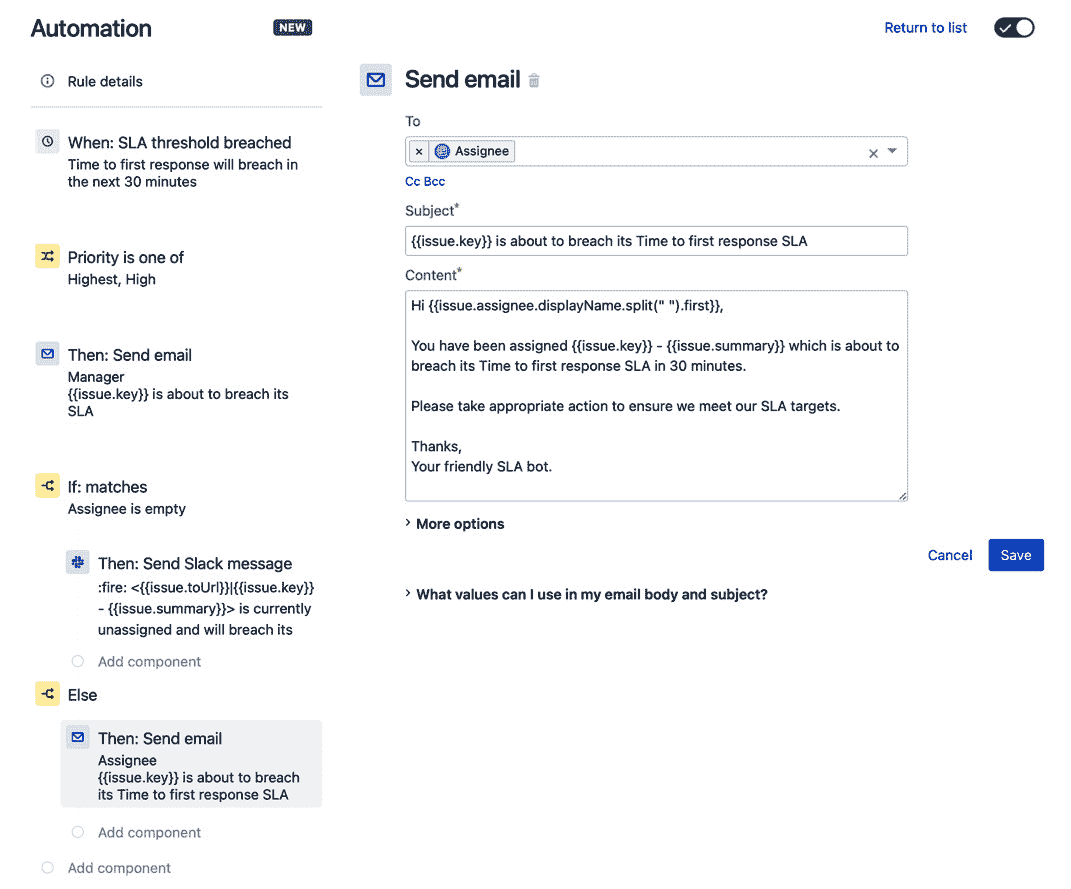 Automation
NEW
Return to list
Rule details
When: SLA threshold breached
Time to first response will breach in
the next 30 minutes
Priority is one of
Highest, High
Then: Send email
Manager
{{issue.key}} is about to breach its
SLA
If: matches
Assignee is empty
Then: Send Slack message
:fire: <{{issue.toUrl}}|{{issue.key}}
- {{issue.summary}}> is currently
unassigned and will breach its
Add component
Else
Then: Send email
Assignee
{{issue.key}} is about to breach
its Time to first response SLA
Add component
Add component
Send email
To
Assignee
Cc Bcc
Subject*
{{issue.key}} is about to breach its Time to first response SLA
Content*
Hi {{issue.assignee.displayName.split(" ").first}},
You have been assigned {{issue.key}} - {{issue.summary}} which is about to
breach its Time to first response SLA in 30 minutes.
Please take appropriate action to ensure we meet our SLA targets.
Thanks,
Your friendly SLA bot.
More options
Cancel
Save
What values can I use in my email body and subject?